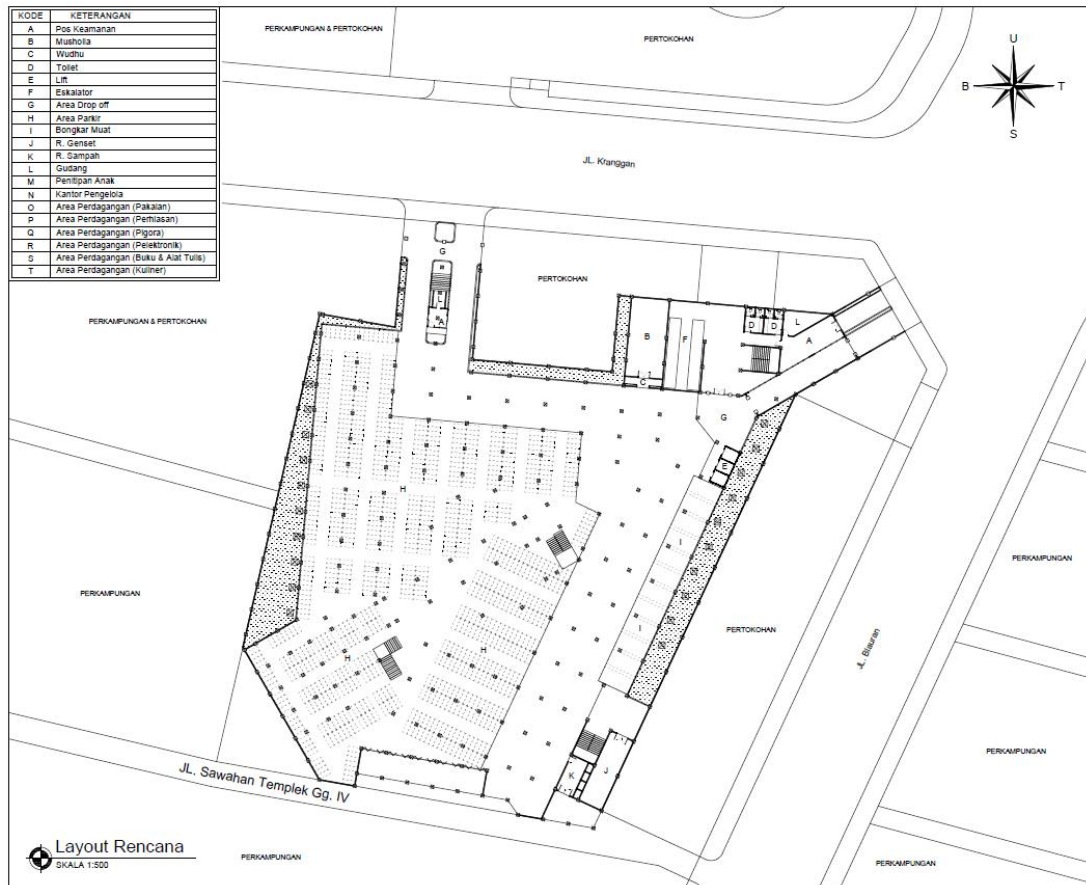 KODE KETERANGAN
A Pos Keamanan
B Musholla
C Wudhu
D Toilet
E Lift
F Eskalator
G Area Drop off
H Area Parkir
I Bongkar Muat
J R. Genset
K R. Sampah
L Gudang
M Penitipan Anak
N Kantor Pengelola
O Area Perdagangan (Pakaian)
P Area Perdagangan (Perhiasan)
Q Area Perdagangan (Pigora)
R Area Perdagangan (Pelektronik)
S Area Perdagangan (Buku & Alat Tulis)
T Area Perdagangan (Kuliner)
PERKAMPUNGAN & PERTOKOHAN
PERTOKOHAN
U
B
T
S
JL. Kranggan
G
PERTOKOHAN
L
A
PERKAMPUNGAN & PERTOKOHAN
B
F
D
D
L
A
C
G
E
H
I
PERKAMPUNGAN
PERKAMPUNGAN
I
PERTOKOHAN
JL. Blauran
H
H
PERKAMPUNGAN
K
J
JL. Sawahan Templek Gg. IV
Layout Rencana
SKALA 1:500
PERKAMPUNGAN
PERKAMPUNGAN